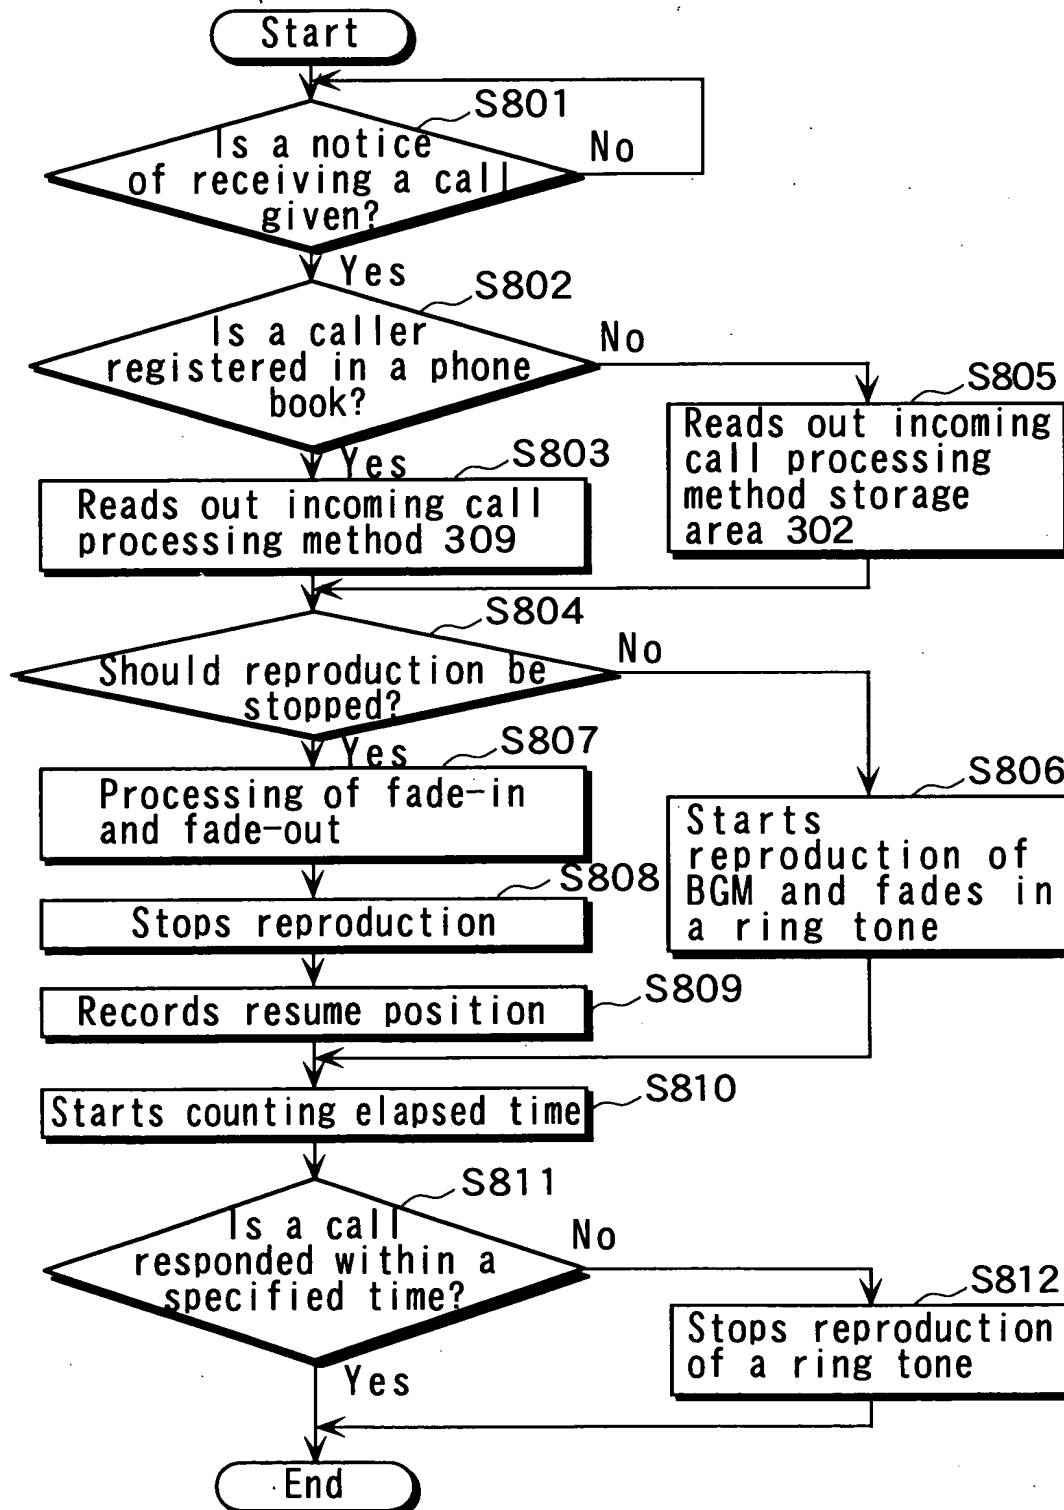 Start
S801
Is a notice
of receiving a call
given?
No
Yes
S802
Is a caller
registered in a phone
book?
No
S805
Reads out incoming
call processing
method storage
area 302
Yes
S803
Reads out incoming call
processing method 309
S804
Should reproduction be
stopped?
No
Yes
S807
Processing of fade-in
and fade-out
S806
Starts
reproduction of
BGM and fades in
a ring tone
S808
Stops reproduction
S809
Records resume position
S810
Starts counting elapsed time
S811
Is a call
responded within a
specified time?
No
S812
Stops reproduction
of a ring tone
Yes
End